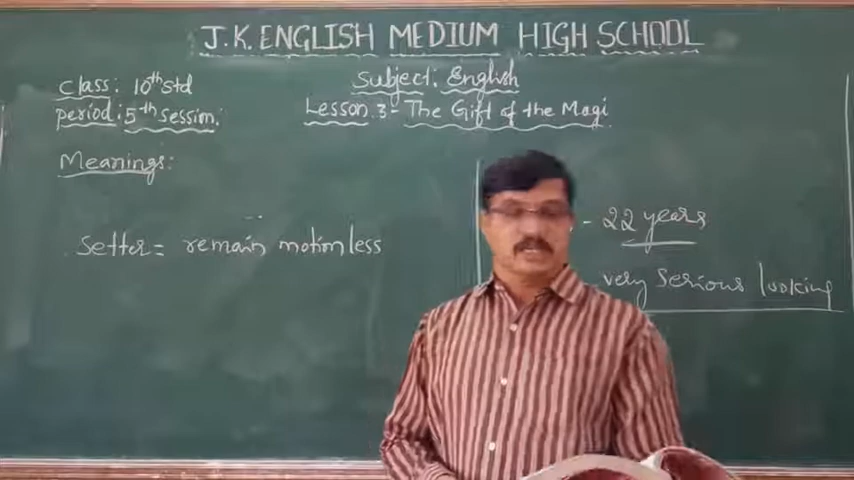 J.K. ENGLISH MEDIUM HIGH SCHOOL
Class: 10th Std
Subject: English
period: 5th Session.
Lesson 3- The Gift of the Magi
Meanings:
- 22 years
Setter = remain motionless
very serious looking